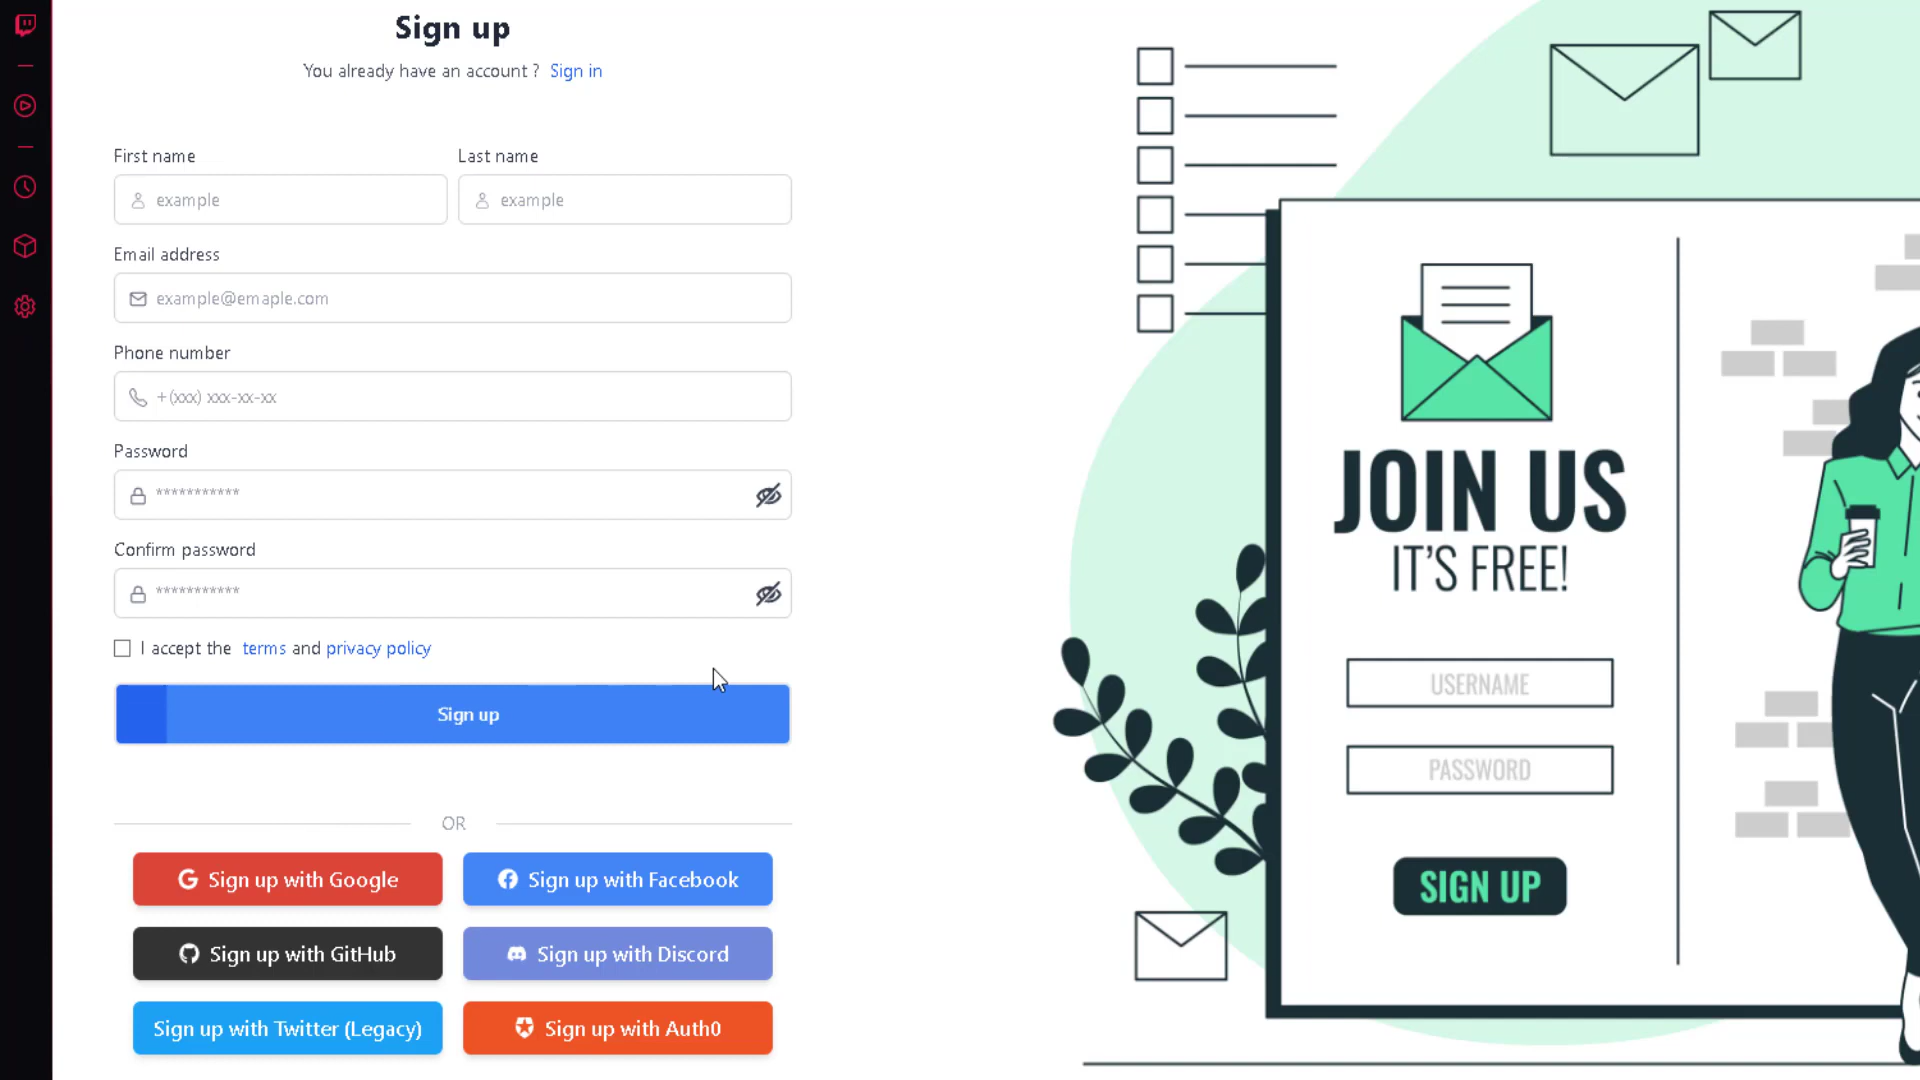 Sign up
You already have an account ? Sign in
First name
Last name
example
example
Email address
example@emaple.com
Phone number
+(xxx) xxx-xx-xx
Password
***********
Confirm password
***********
I accept the terms and privacy policy
Sign up
OR
Sign up with Google
Sign up with Facebook
Sign up with GitHub
Sign up with Discord
Sign up with Twitter (Legacy)
Sign up with Auth0
JOIN US
IT'S FREE!
USERNAME
PASSWORD
SIGN UP